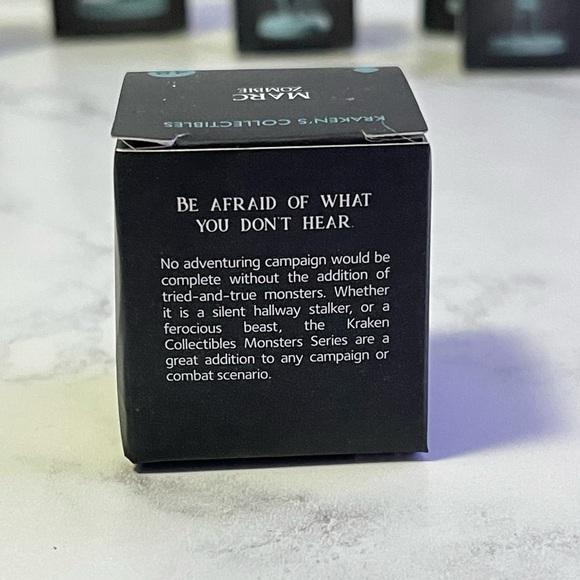 MARC
ZOMBIE
KRAKEN'S COLLECTIBLES
BE AFRAID OF WHAT
YOU DON'T HEAR.
No adventuring campaign would be
complete without the addition of
tried-and-true monsters. Whether
it is a silent hallway stalker, or a
ferocious beast, the Kraken
Collectibles Monsters Series are a
great addition to any campaign or
combat scenario.